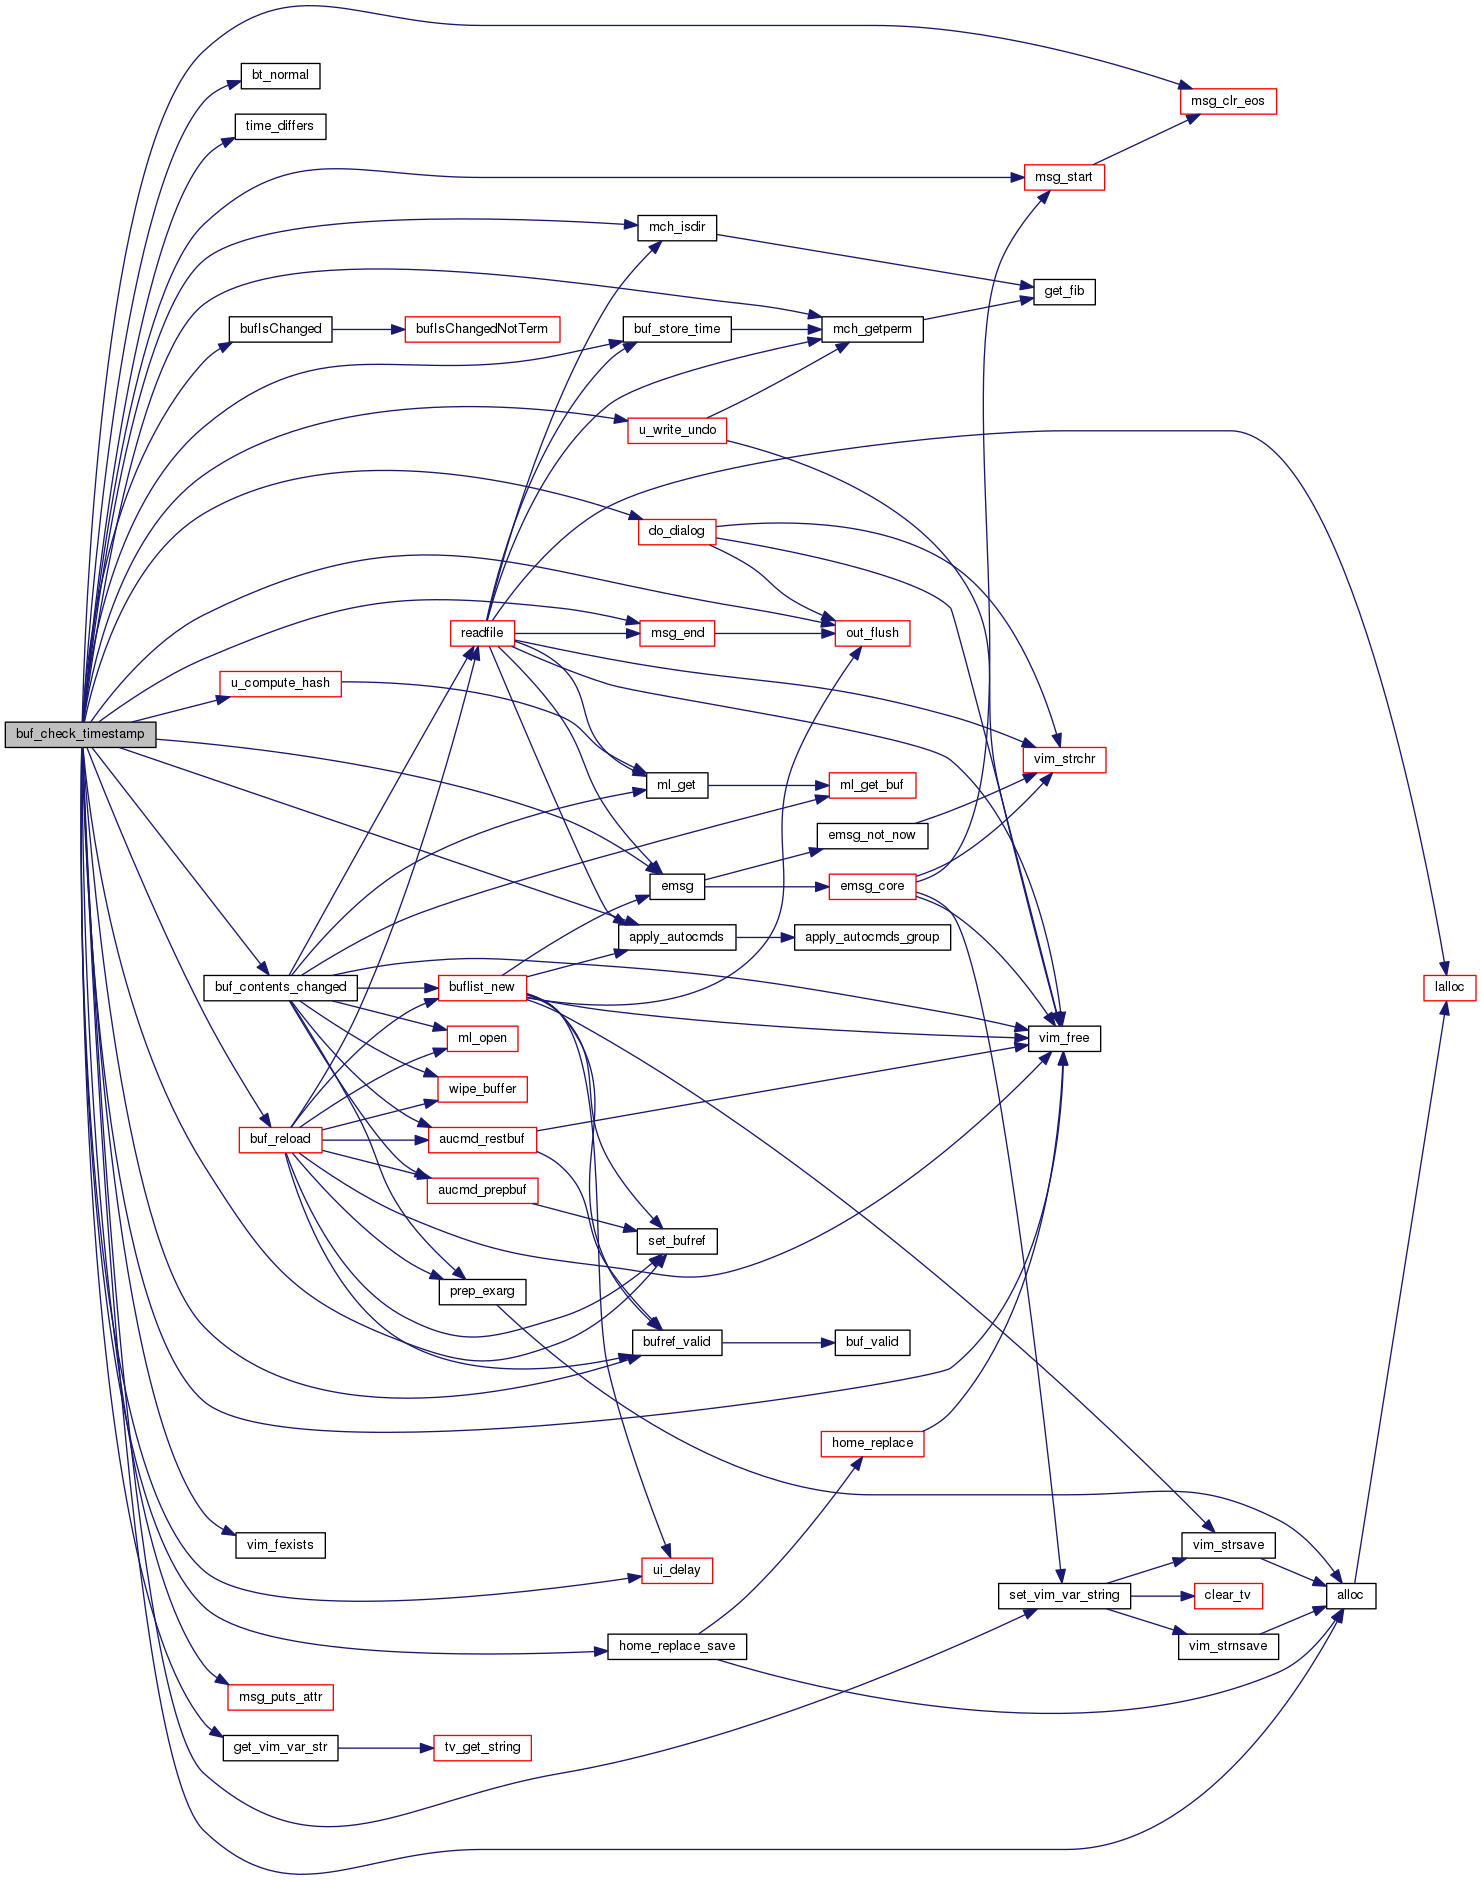 msg_clr_eos
bt_normal
time_differs
msg_start
mch_isdir
get_fib
bufIsChanged
bufIsChangedNotTerm
buf_store_time
mch_getperm
u_write_undo
do_dialog
readfile
msg_end
out_flush
u_compute_hash
buf_check_timestamp
vim_strchr
ml_get
ml_get_buf
emsg_not_now
emsg
emsg_core
apply_autocmds
apply_autocmds_group
buf_contents_changed
buflist_new
lalloc
ml_open
vim_free
wipe_buffer
buf_reload
aucmd_restbuf
aucmd_prepbuf
set_bufref
prep_exarg
bufref_valid
buf_valid
home_replace
vim_fexists
vim_strsave
ui_delay
set_vim_var_string
clear_tv
alloc
home_replace_save
vim_strnsave
msg_puts_attr
get_vim_var_str
tv_get_string